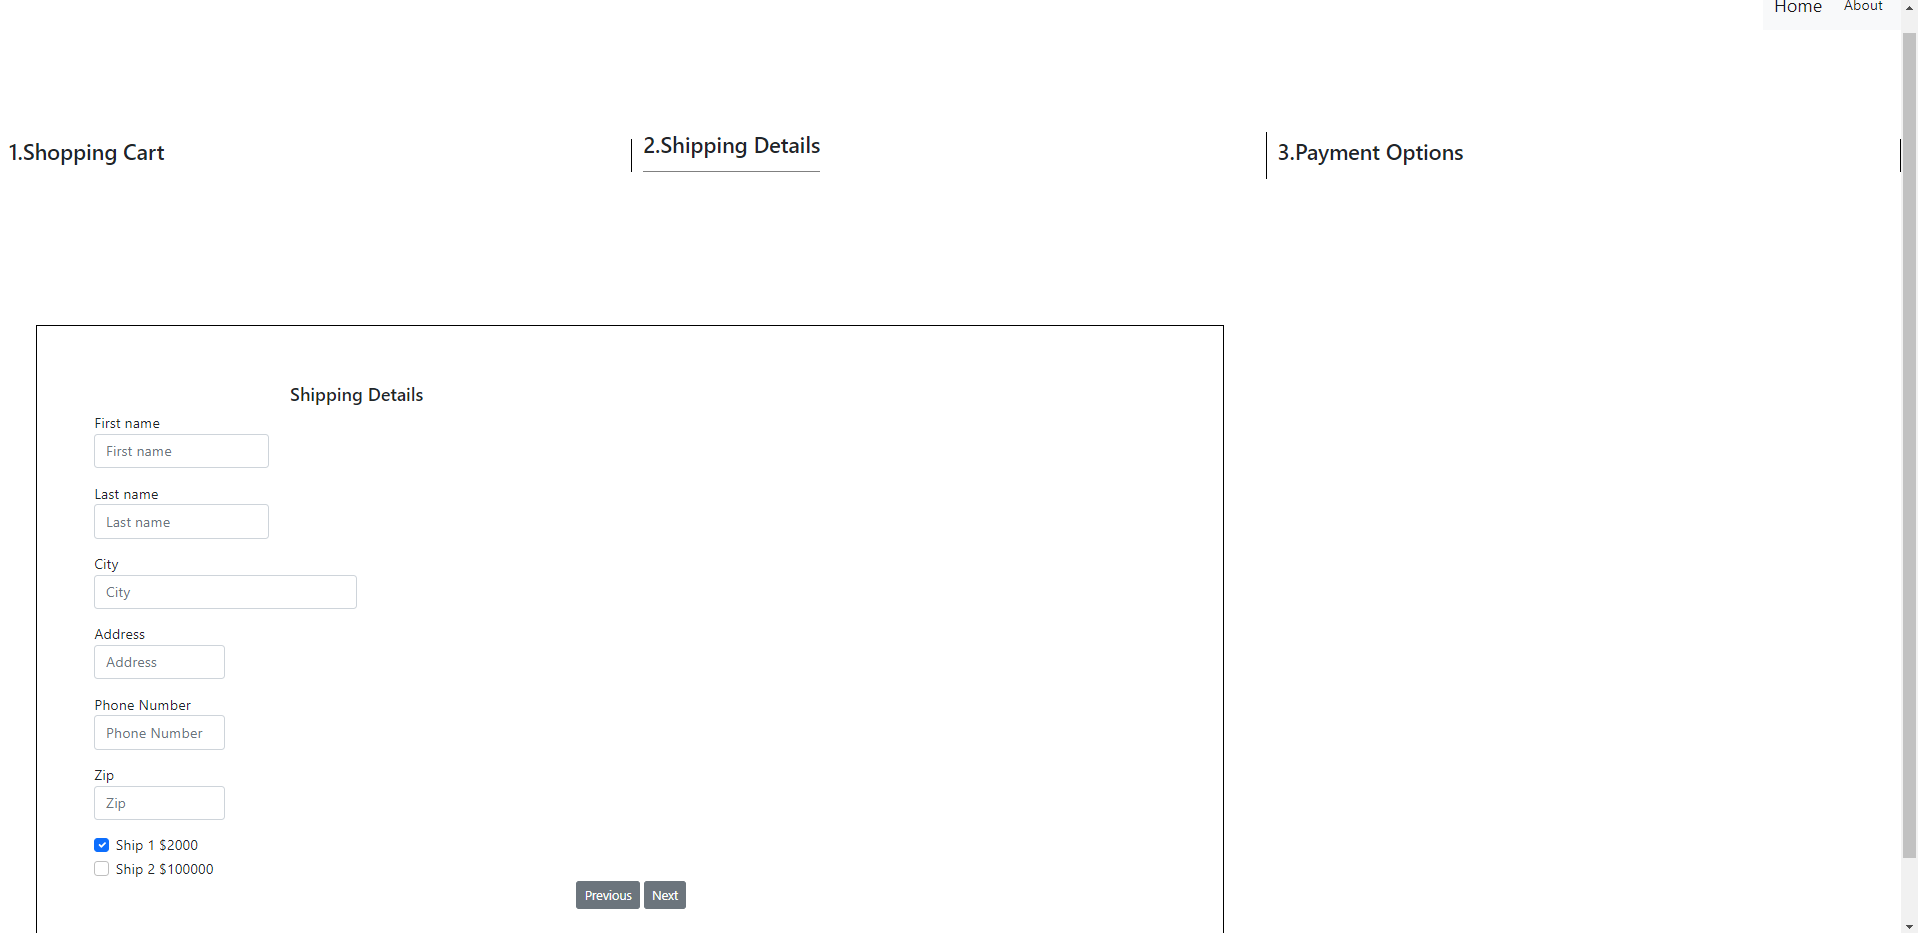 Home About
1.Shopping Cart
2.Shipping Details
3.Payment Options
Shipping Details
First name
First name
Last name
Last name
City
City
Address
Address
Phone Number
Phone Number
Zip
Zip
Ship 1 $2000
Ship 2 $100000
Previous Next